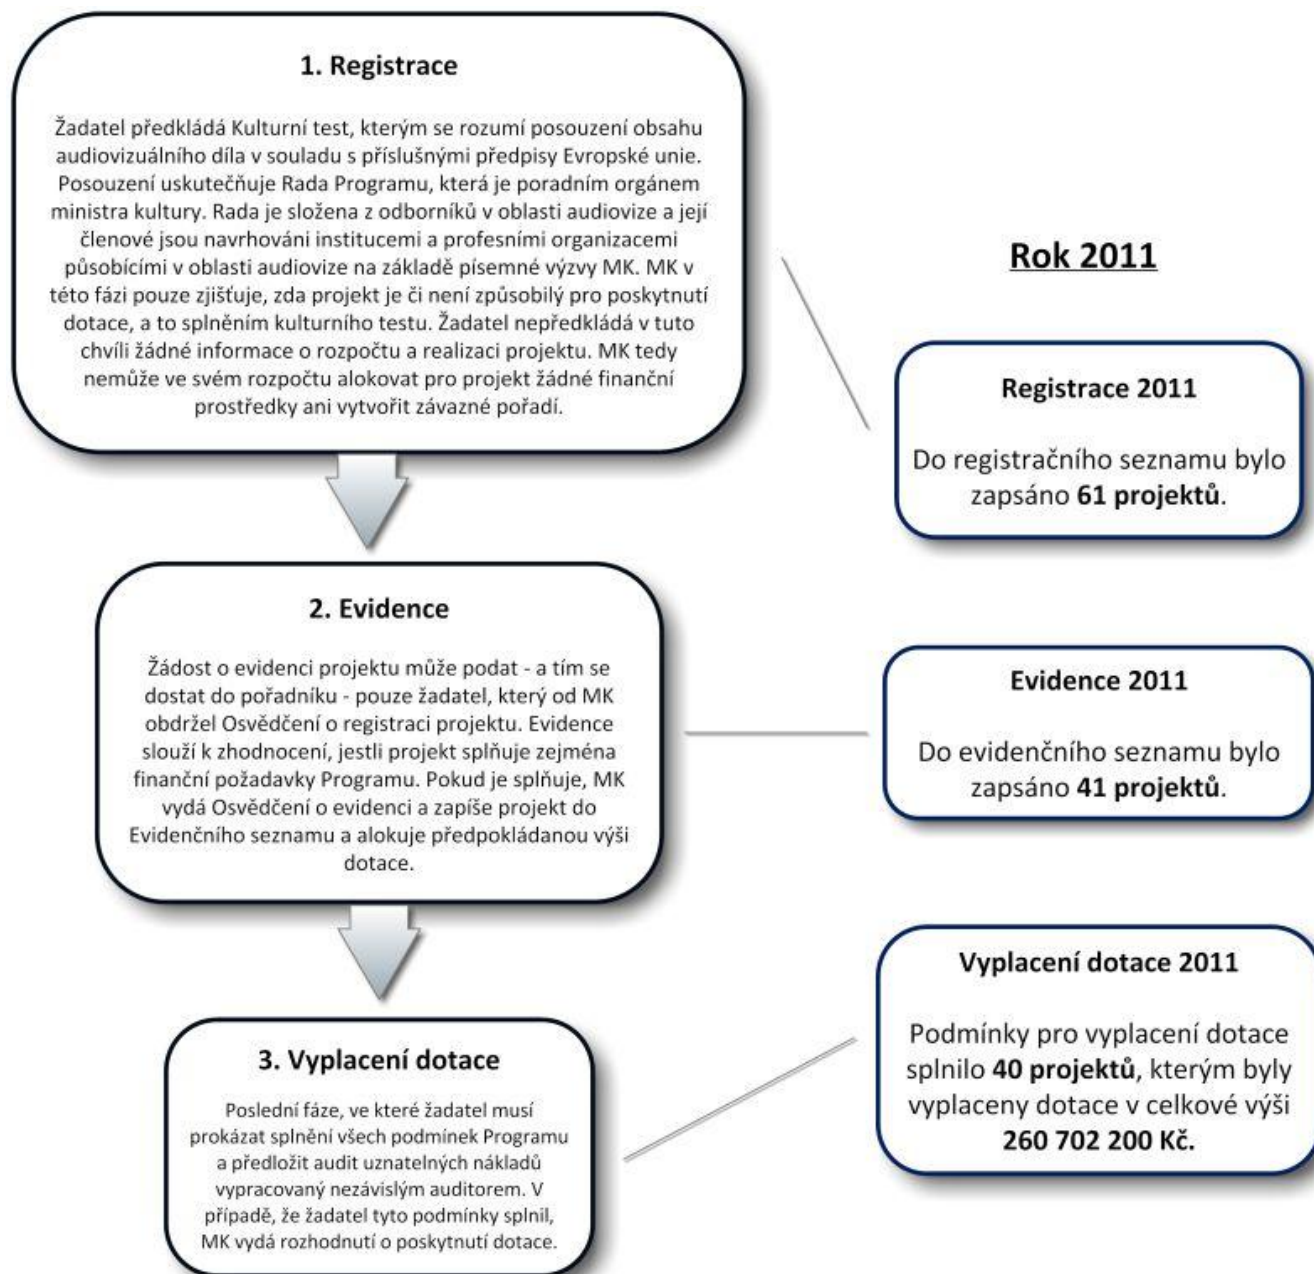 1. Registrace
Žadatel předkládá Kulturní test, kterým se rozumí posouzení obsahu
audiovizuálního díla v souladu s příslušnými předpisy Evropské unie.
Posouzení uskutečňuje Rada Programu, která je poradním orgánem
ministra kultury. Rada je složena z odborníků v oblasti audiovize a její
členové jsou navrhováni institucemi a profesními organizacemi
působícími v oblasti audiovize na základě písemné výzvy MK. MK v
této fázi pouze zjišťuje, zda projekt je či není způsobilý pro poskytnutí
dotace, a to splněním kulturního testu. Žadatel nepředkládá v tuto
chvíli žádné informace o rozpočtu a realizaci projektu. MK tedy
nemůže ve svém rozpočtu alokovat pro projekt žádné finanční
prostředky ani vytvořit závazné pořadí.
Rok 2011
Registrace 2011
Do registračního seznamu bylo
zapsáno 61 projektů.
2. Evidence
Žádost o evidenci projektu může podat - a tím se
dostat do pořadníku - pouze žadatel, který od MK
obdržel Osvědčení o registraci projektu. Evidence
slouží k zhodnocení, jestli projekt splňuje zejména
finanční požadavky Programu. Pokud je splňuje, MK
vydá Osvědčení o evidenci a zapíše projekt do
Evidenčního seznamu a alokuje předpokládanou výši
dotace.
Evidence 2011
Do evidenčního seznamu bylo
zapsáno 41 projektů.
3. Vyplacení dotace
Poslední fáze, ve které žadatel musí
prokázat splnění všech podmínek Programu
a předložit audit uznatelných nákladů
vypracovaný nezávislým auditorem. V
případě, že žadatel tyto podmínky splnil,
MK vydá rozhodnutí o poskytnutí dotace.
Vyplacení dotace 2011
Podmínky pro vyplacení dotace
splnilo 40 projektů, kterým byly
vyplaceny dotace v celkové výši
260 702 200 Kč.